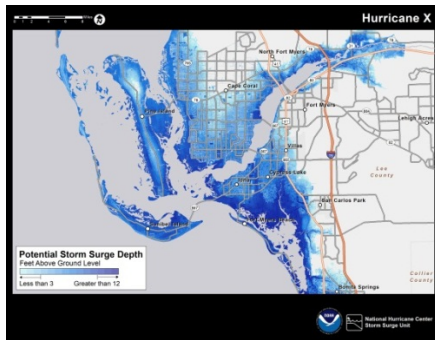 Hurricane X
North Fort Myers
Cape Coral
Fort Myers
Lehigh Acres
Villas
Cypress Lake
Lee
County
San Carlos Park
Collier
County
Bonita Springs
Potential Storm Surge Depth
Feet Above Ground Level
Less than 3
Greater than 12
National Hurricane Center
Storm Surge Unit